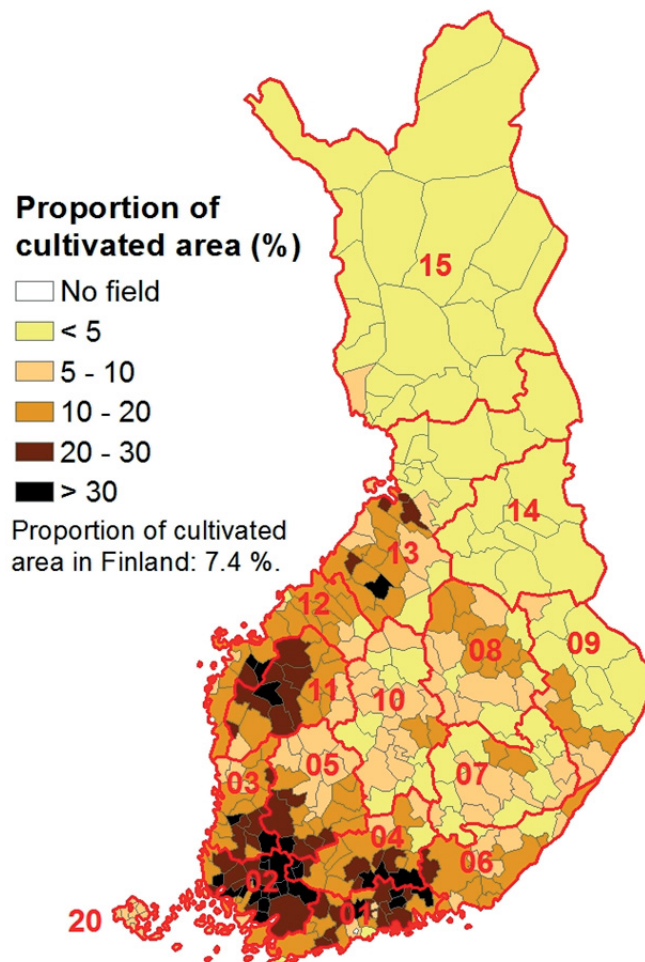 Proportion of
cultivated area (%)
No field
< 5
5 - 10
10 - 20
20 - 30
> 30
Proportion of cultivated
area in Finland: 7.4 %.
15
14
13
12
11
10
09
08
07
05
03
04
06
02
01
20